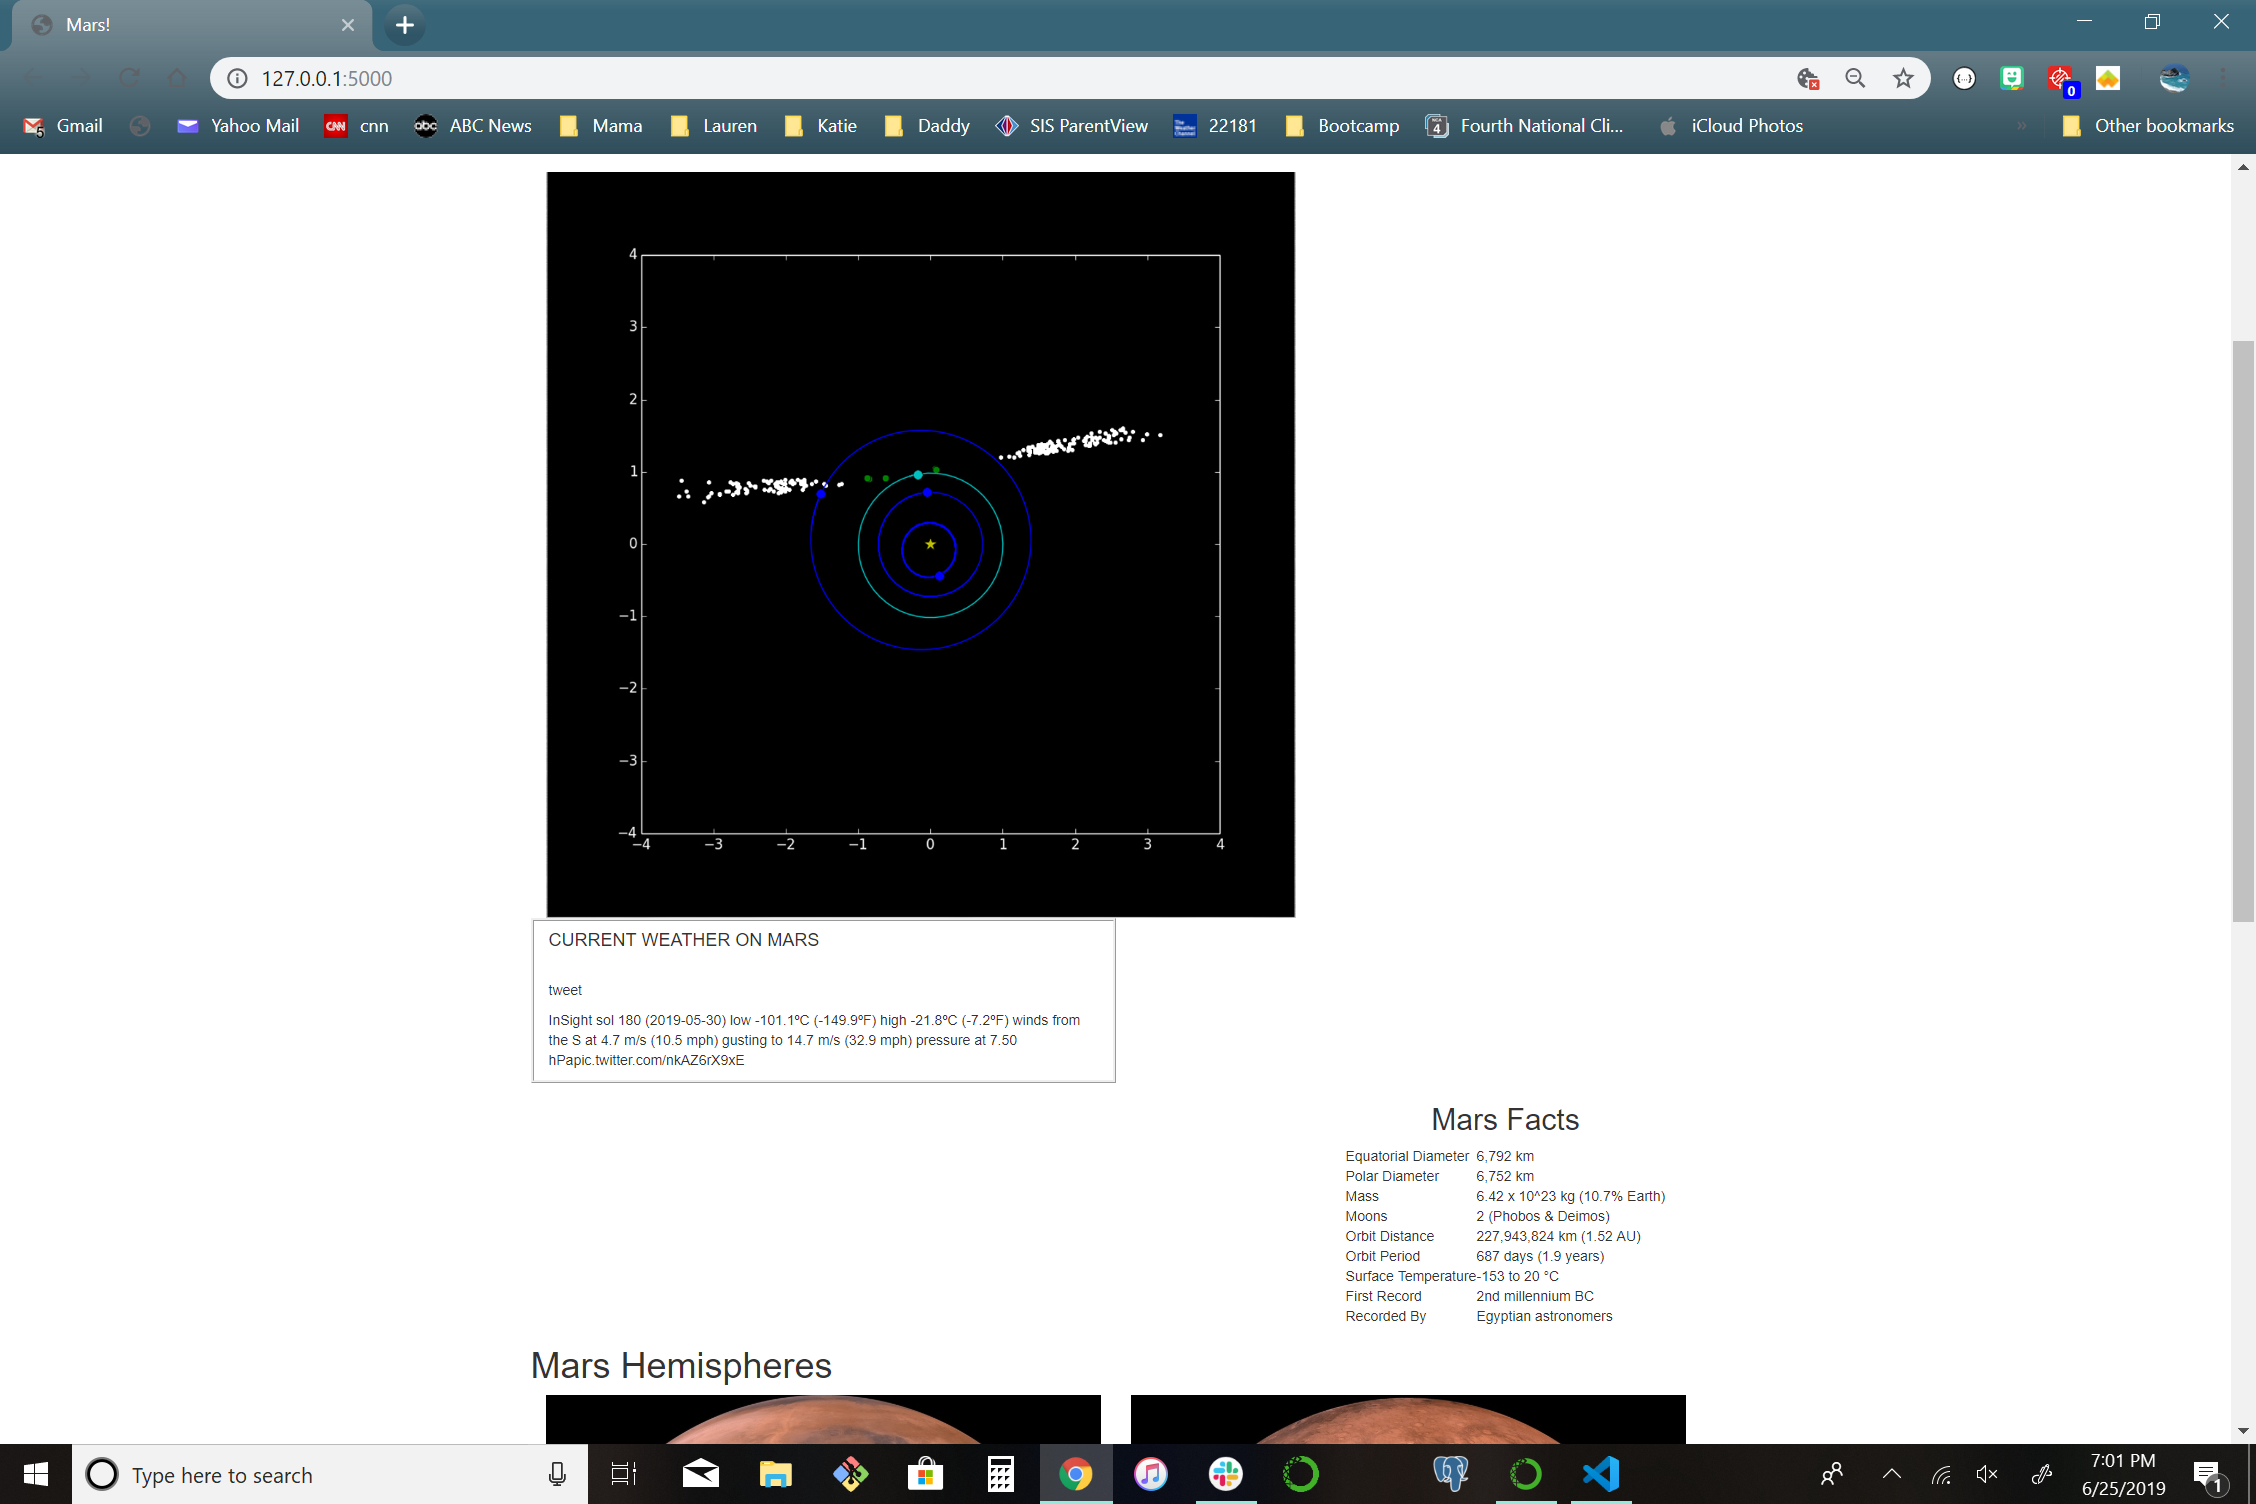 Mars!
127.0.0.1:5000
0
Gmail
Yahoo Mail
CNN cnn
abc ABC News
Mama
Lauren
Katie
Daddy
SIS ParentView
22181
Bootcamp
4 Fourth National Cli...
iCloud Photos
»
Other bookmarks
4
3
2
1
0
−1
−2
−3
−4
−4 −3 −2 −1 0 1 2 3 4
CURRENT WEATHER ON MARS
tweet
InSight sol 180 (2019-05-30) low -101.1ºC (-149.9ºF) high -21.8ºC (-7.2ºF) winds from
the S at 4.7 m/s (10.5 mph) gusting to 14.7 m/s (32.9 mph) pressure at 7.50
hPapic.twitter.com/nkAZ6rX9xE
Mars Facts
Equatorial Diameter 6,792 km
Polar Diameter 6,752 km
Mass 6.42 x 10^23 kg (10.7% Earth)
Moons 2 (Phobos & Deimos)
Orbit Distance 227,943,824 km (1.52 AU)
Orbit Period 687 days (1.9 years)
Surface Temperature -153 to 20 °C
First Record 2nd millennium BC
Recorded By Egyptian astronomers
Mars Hemispheres
Type here to search
7:01 PM
6/25/2019
1